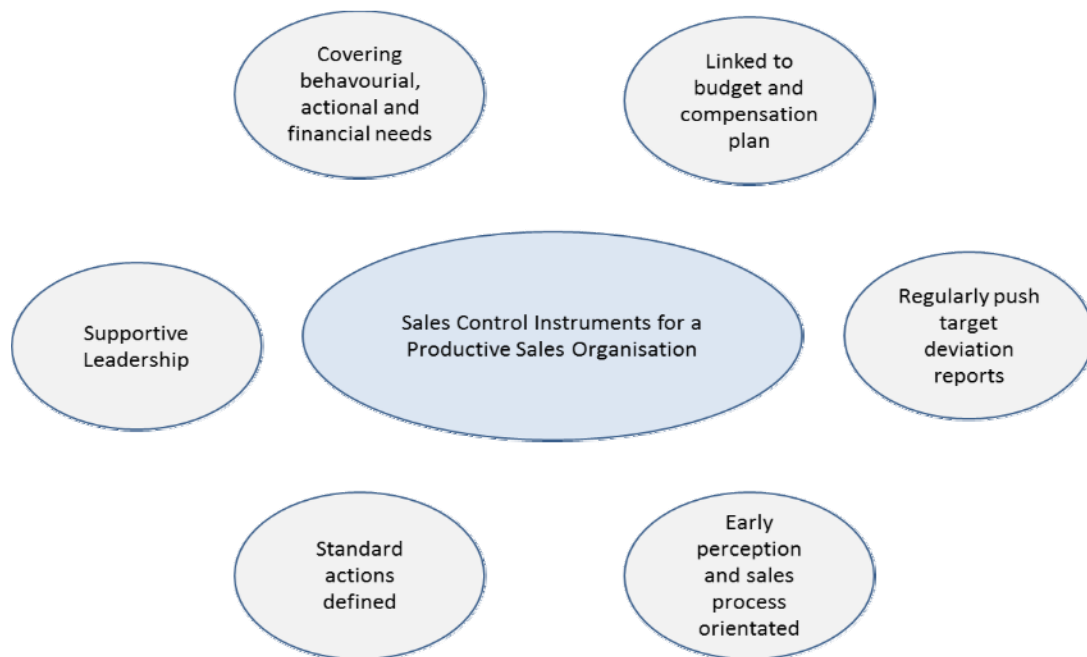 Covering
behavourial,
actional and
financial needs
Linked to
budget and
compensation
plan
Supportive
Leadership
Sales Control Instruments for a
Productive Sales Organisation
Regularly push
target
deviation
reports
Standard
actions
defined
Early
perception
and sales
process
orientated